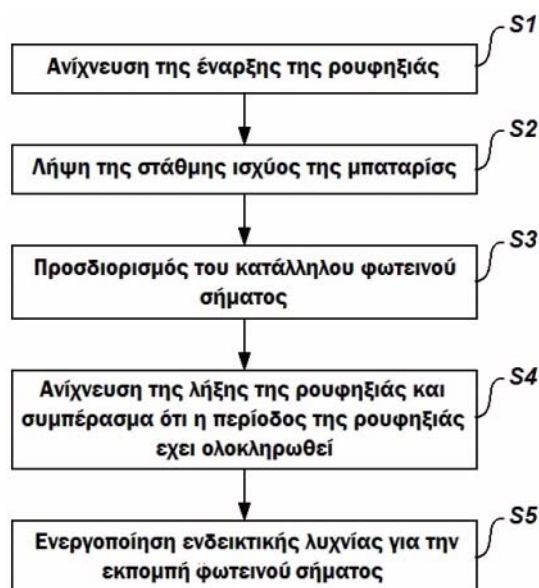 S1
Ανίχνευση της έναρξης της ρουφηξιάς
S2
Λήψη της στάθμης ισχύος της μπαταρίσς
S3
Προσδιορισμός του κατάλληλου φωτεινού
σήματος
S4
Ανίχνευση της λήξης της ρουφηξιάς και
συμπέρασμα ότι η περίοδος της ρουφηξιάς
εχει ολοκληρωθεί
S5
Ενεργοποίηση ενδεικτικής λυχνίας για την
εκπομπή φωτεινού σήματος